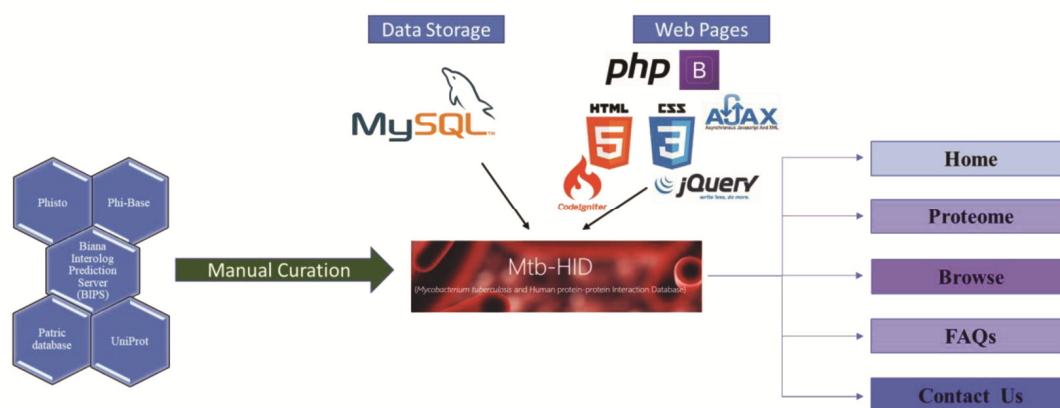 Data Storage
Web Pages
MySQL™
php
B
HTML
5
CSS
3
AJAX
Asynchronous Javascript And XML
CodeIgniter
jQuery
write less, do more.
Phisto
Phi-Base
Biana
Interolog
Prediction
Server
(BIPS)
Patric
database
UniProt
Manual Curation
Mtb-HID
(Mycobacterium tuberculosis and Human protein-protein Interaction Database)
Home
Proteome
Browse
FAQs
Contact Us